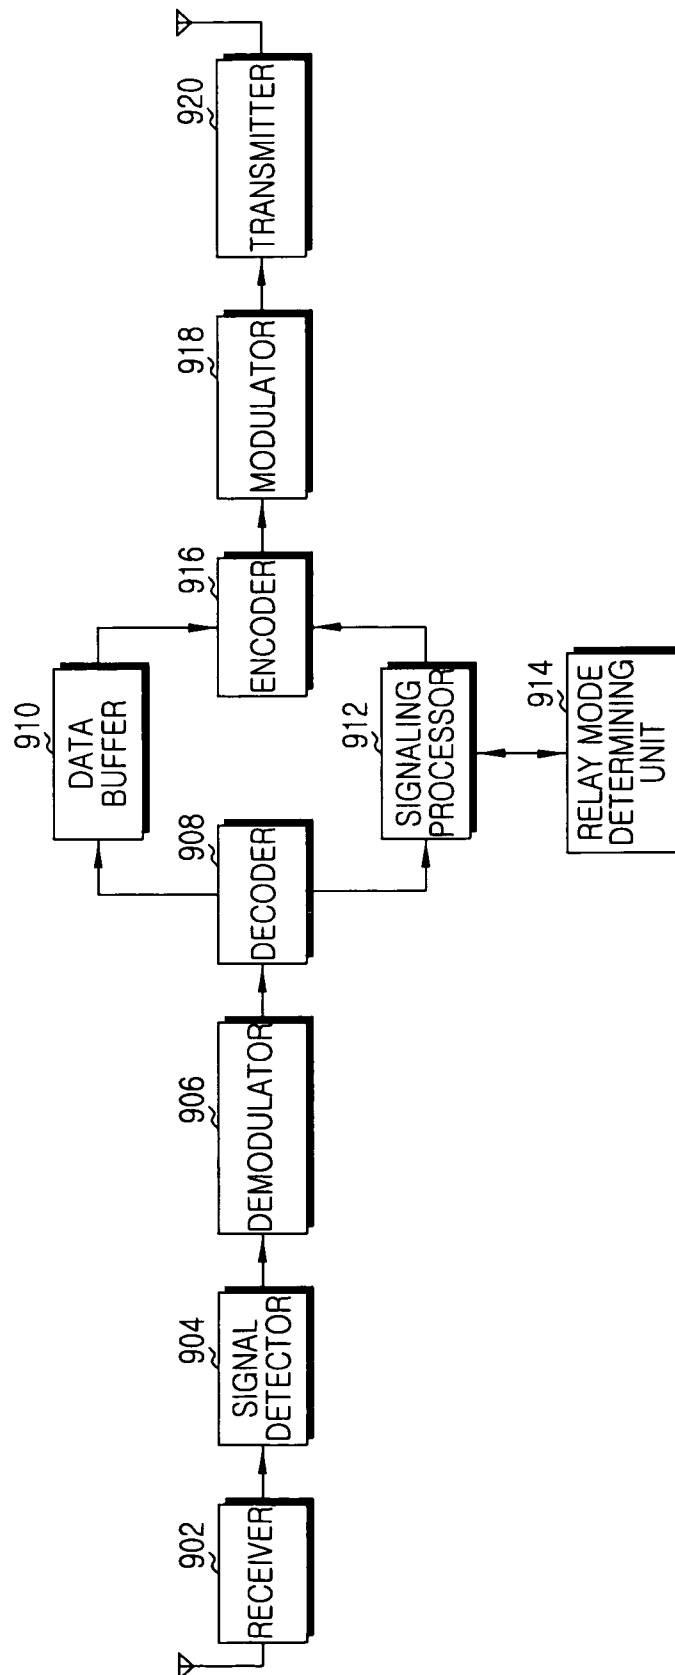 902
RECEIVER
904
SIGNAL
DETECTOR
906
DEMODULATOR
908
DECODER
910
DATA
BUFFER
912
SIGNALING
PROCESSOR
914
RELAY MODE
DETERMINING
UNIT
916
ENCODER
918
MODULATOR
920
TRANSMITTER